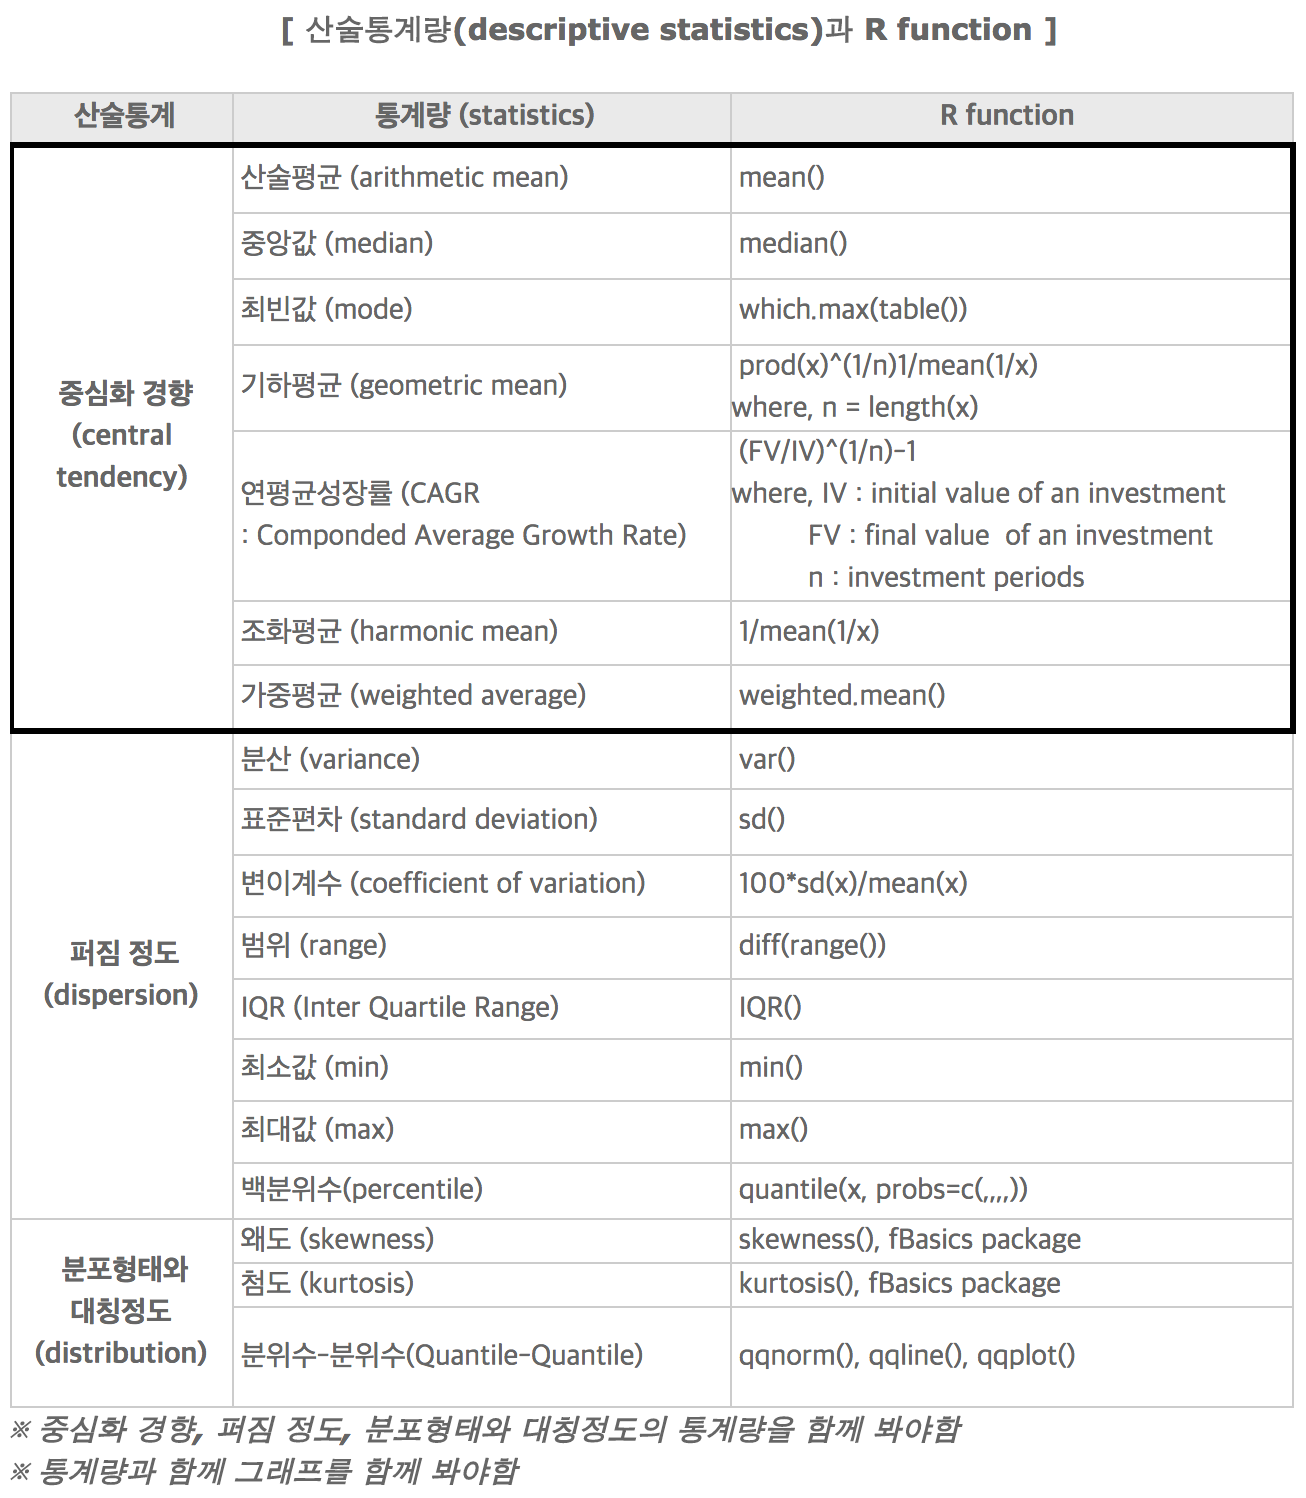 [ 산술통계량(descriptive statistics)과 R function ]
산술통계 통계량 (statistics) R function
중심화 경향
(central
tendency)
산술평균 (arithmetic mean) mean()
중앙값 (median) median()
최빈값 (mode) which.max(table())
기하평균 (geometric mean) prod(x)^(1/n)1/mean(1/x)
where, n = length(x)
연평균성장률 (CAGR
: Componded Average Growth Rate)
(FV/IV)^(1/n)-1
where, IV : initial value of an investment
FV : final value of an investment
n : investment periods
조화평균 (harmonic mean) 1/mean(1/x)
가중평균 (weighted average) weighted.mean()
퍼짐 정도
(dispersion)
분산 (variance) var()
표준편차 (standard deviation) sd()
변이계수 (coefficient of variation) 100*sd(x)/mean(x)
범위 (range) diff(range())
IQR (Inter Quartile Range) IQR()
최소값 (min) min()
최대값 (max) max()
백분위수(percentile) quantile(x, probs=c(,,,,))
분포형태와
대칭정도
(distribution)
왜도 (skewness) skewness(), fBasics package
첨도 (kurtosis) kurtosis(), fBasics package
분위수-분위수(Quantile-Quantile) qqnorm(), qqline(), qqplot()
※ 중심화 경향, 퍼짐 정도, 분포형태와 대칭정도의 통계량을 함께 봐야함
※ 통계량과 함께 그래프를 함께 봐야함